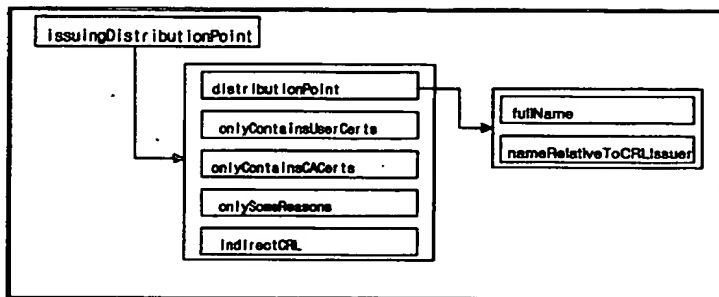 issuingDistributionPoint
distributionPoint
onlyContainsUserCerts
onlyContainsCACerts
onlySomeReasons
indirectCRL
fullName
nameRelativeToCRLIssuer